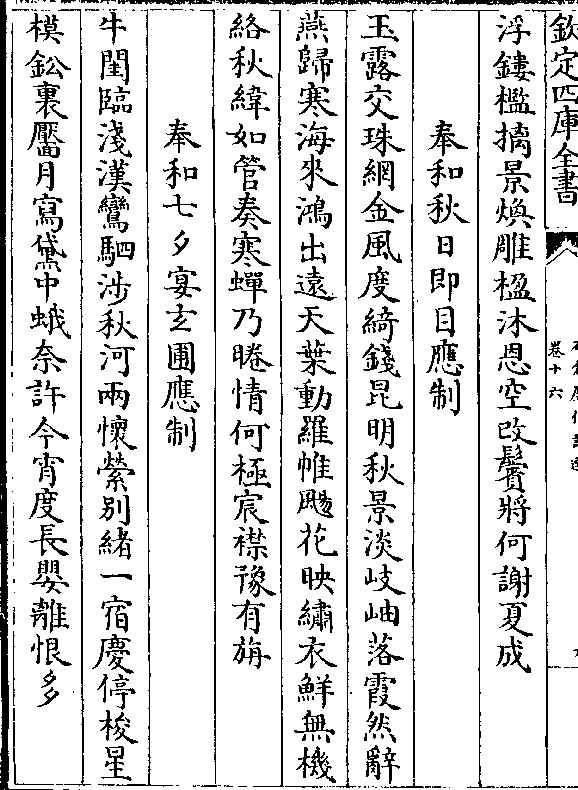 欽定四庫全書
卷十六
浮鏤檻摛景煥雕楹沐恩空改鬢將何謝夏成
奉和秋日即目應制
玉露交珠網金風度綺錢昆明秋景淡岐岫落霞然辭
燕歸寒海來鴻出遠天葉動羅帷颺花映繡衣鮮無機
絡秋緯如管奏寒蟬乃睠情何極宸襟豫有旃
奉和七夕宴玄圃應制
牛閨臨淺漢鸞駟涉秋河兩懷縈別緒一宿慶停梭星
模鈆裏靨月寫黛中蛾奈許今宵度長嬰離恨多